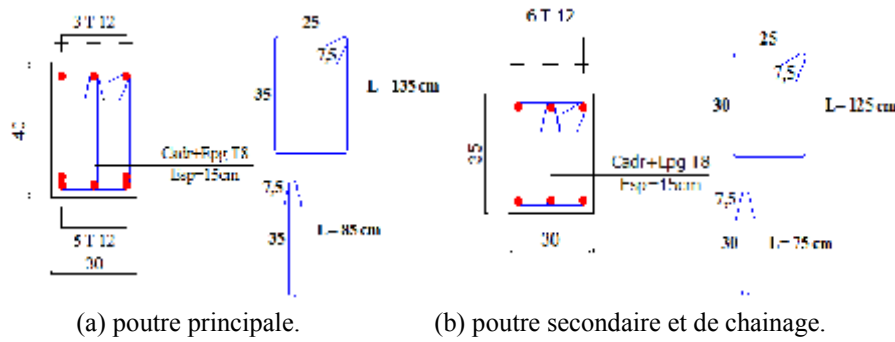 3 T 12
25
7,5
35
L=135 cm
Cadr+Epg T8
Esp=15cm
7,5
35
L=85 cm
5 T 12
30
6 T 12
25
7,5
30
L=125 cm
35
Cadr+Epg T8
Esp=15cm
7,5
30
L=75 cm
30
(a) poutre principale.
(b) poutre secondaire et de chainage.